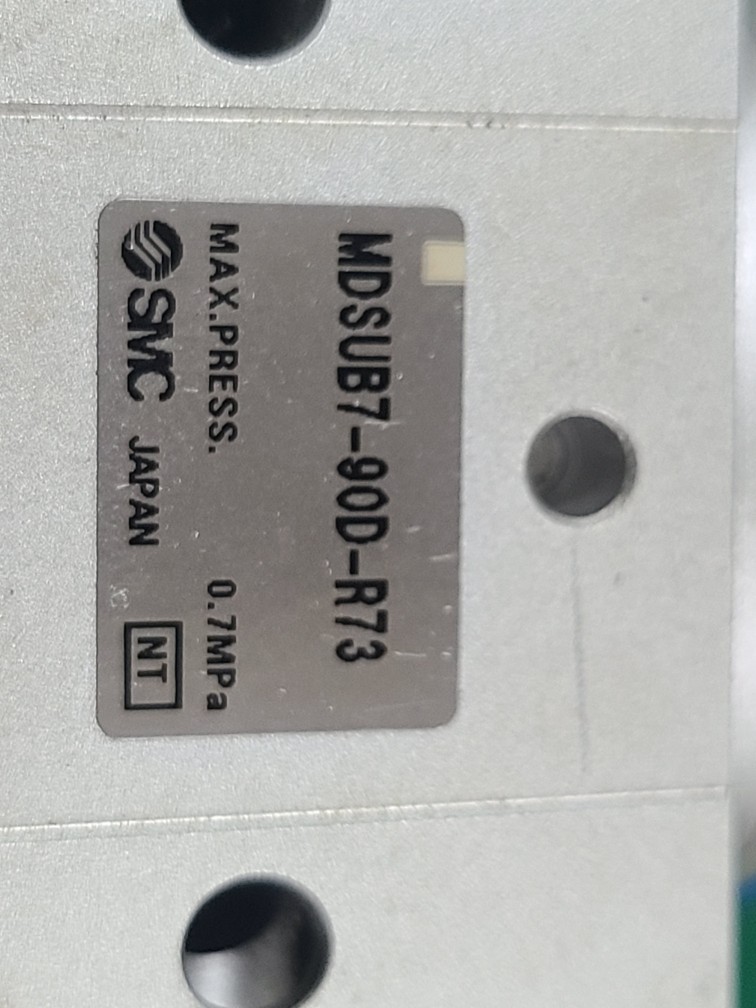 MDSUB7-90D-R73
MAX.PRESS. 0.7MPa
SMC JAPAN NT